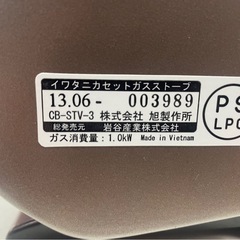 イワタニカセットガスストーブ
13.06- 003989
CB-STV-3 株式会社 旭製作所
総発売元 岩谷産業株式会社
ガス消費量：1.0kW Made in Vietnam
PS
LPG